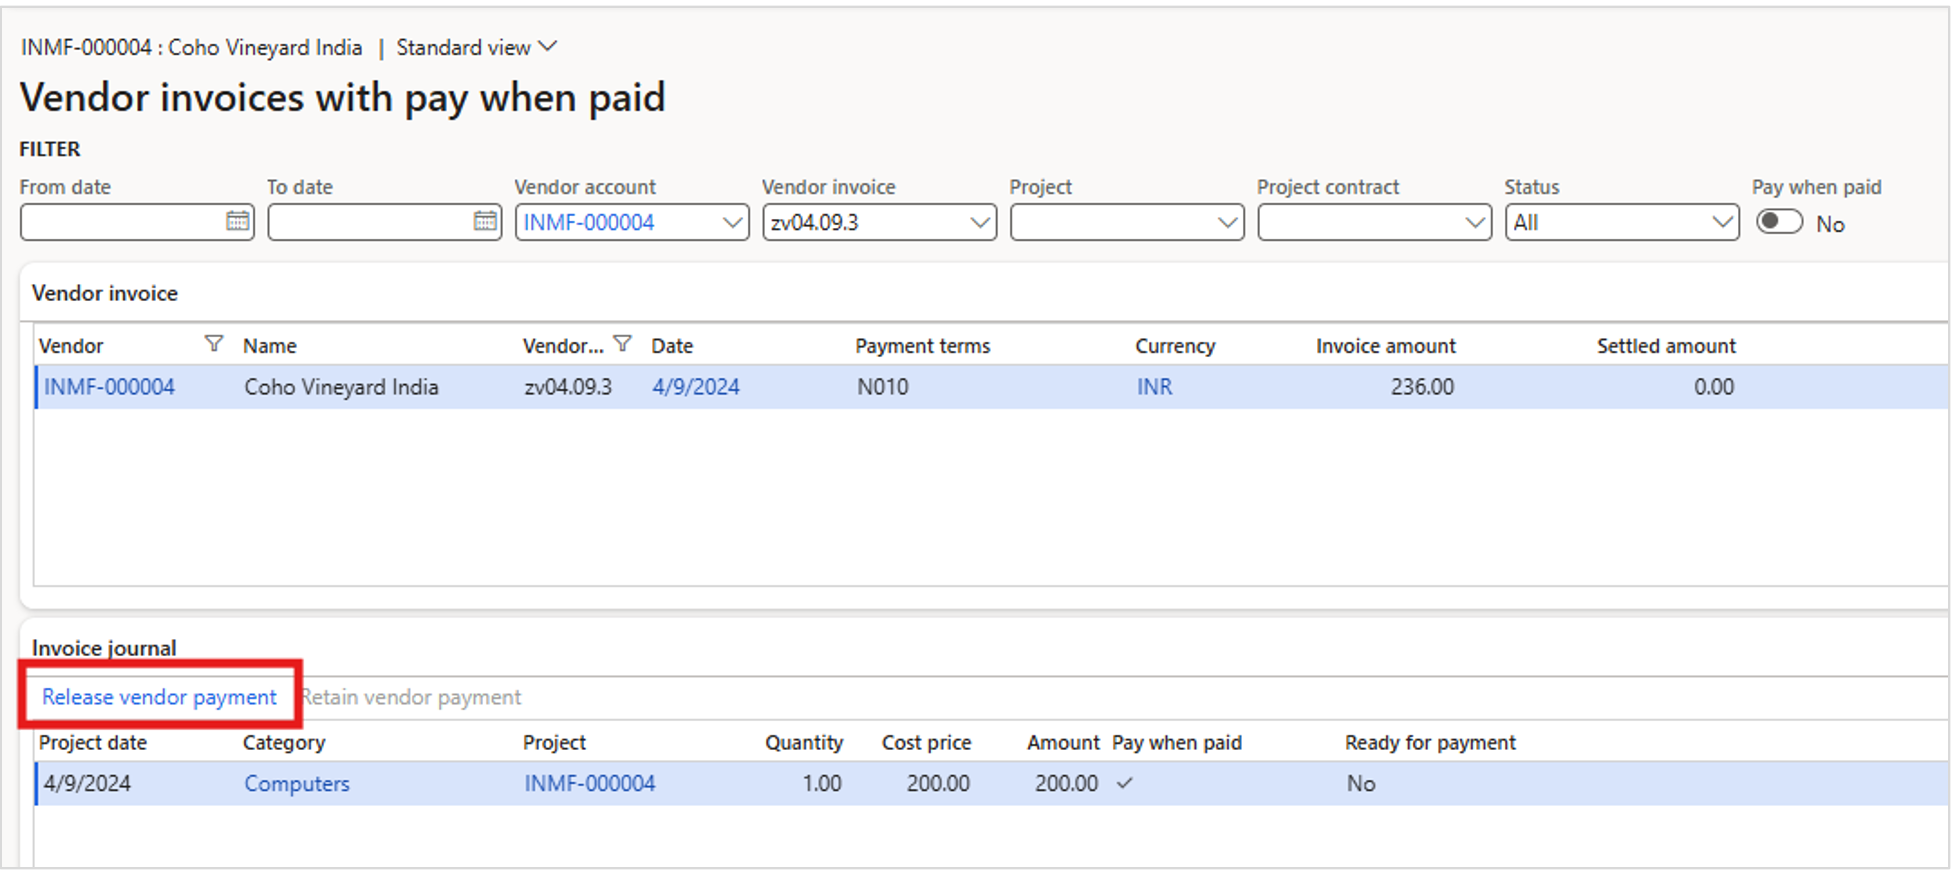 INMF-000004 : Coho Vineyard India | Standard view
Vendor invoices with pay when paid
FILTER
From date To date Vendor account Vendor invoice Project Project contract Status Pay when paid
INMF-000004 zv04.09.3 All No
Vendor invoice
Vendor Name Vendor... Date Payment terms Currency Invoice amount Settled amount
INMF-000004 Coho Vineyard India zv04.09.3 4/9/2024 N010 INR 236.00 0.00
Invoice journal
Release vendor payment Retain vendor payment
Project date Category Project Quantity Cost price Amount Pay when paid Ready for payment
4/9/2024 Computers INMF-000004 1.00 200.00 200.00 No